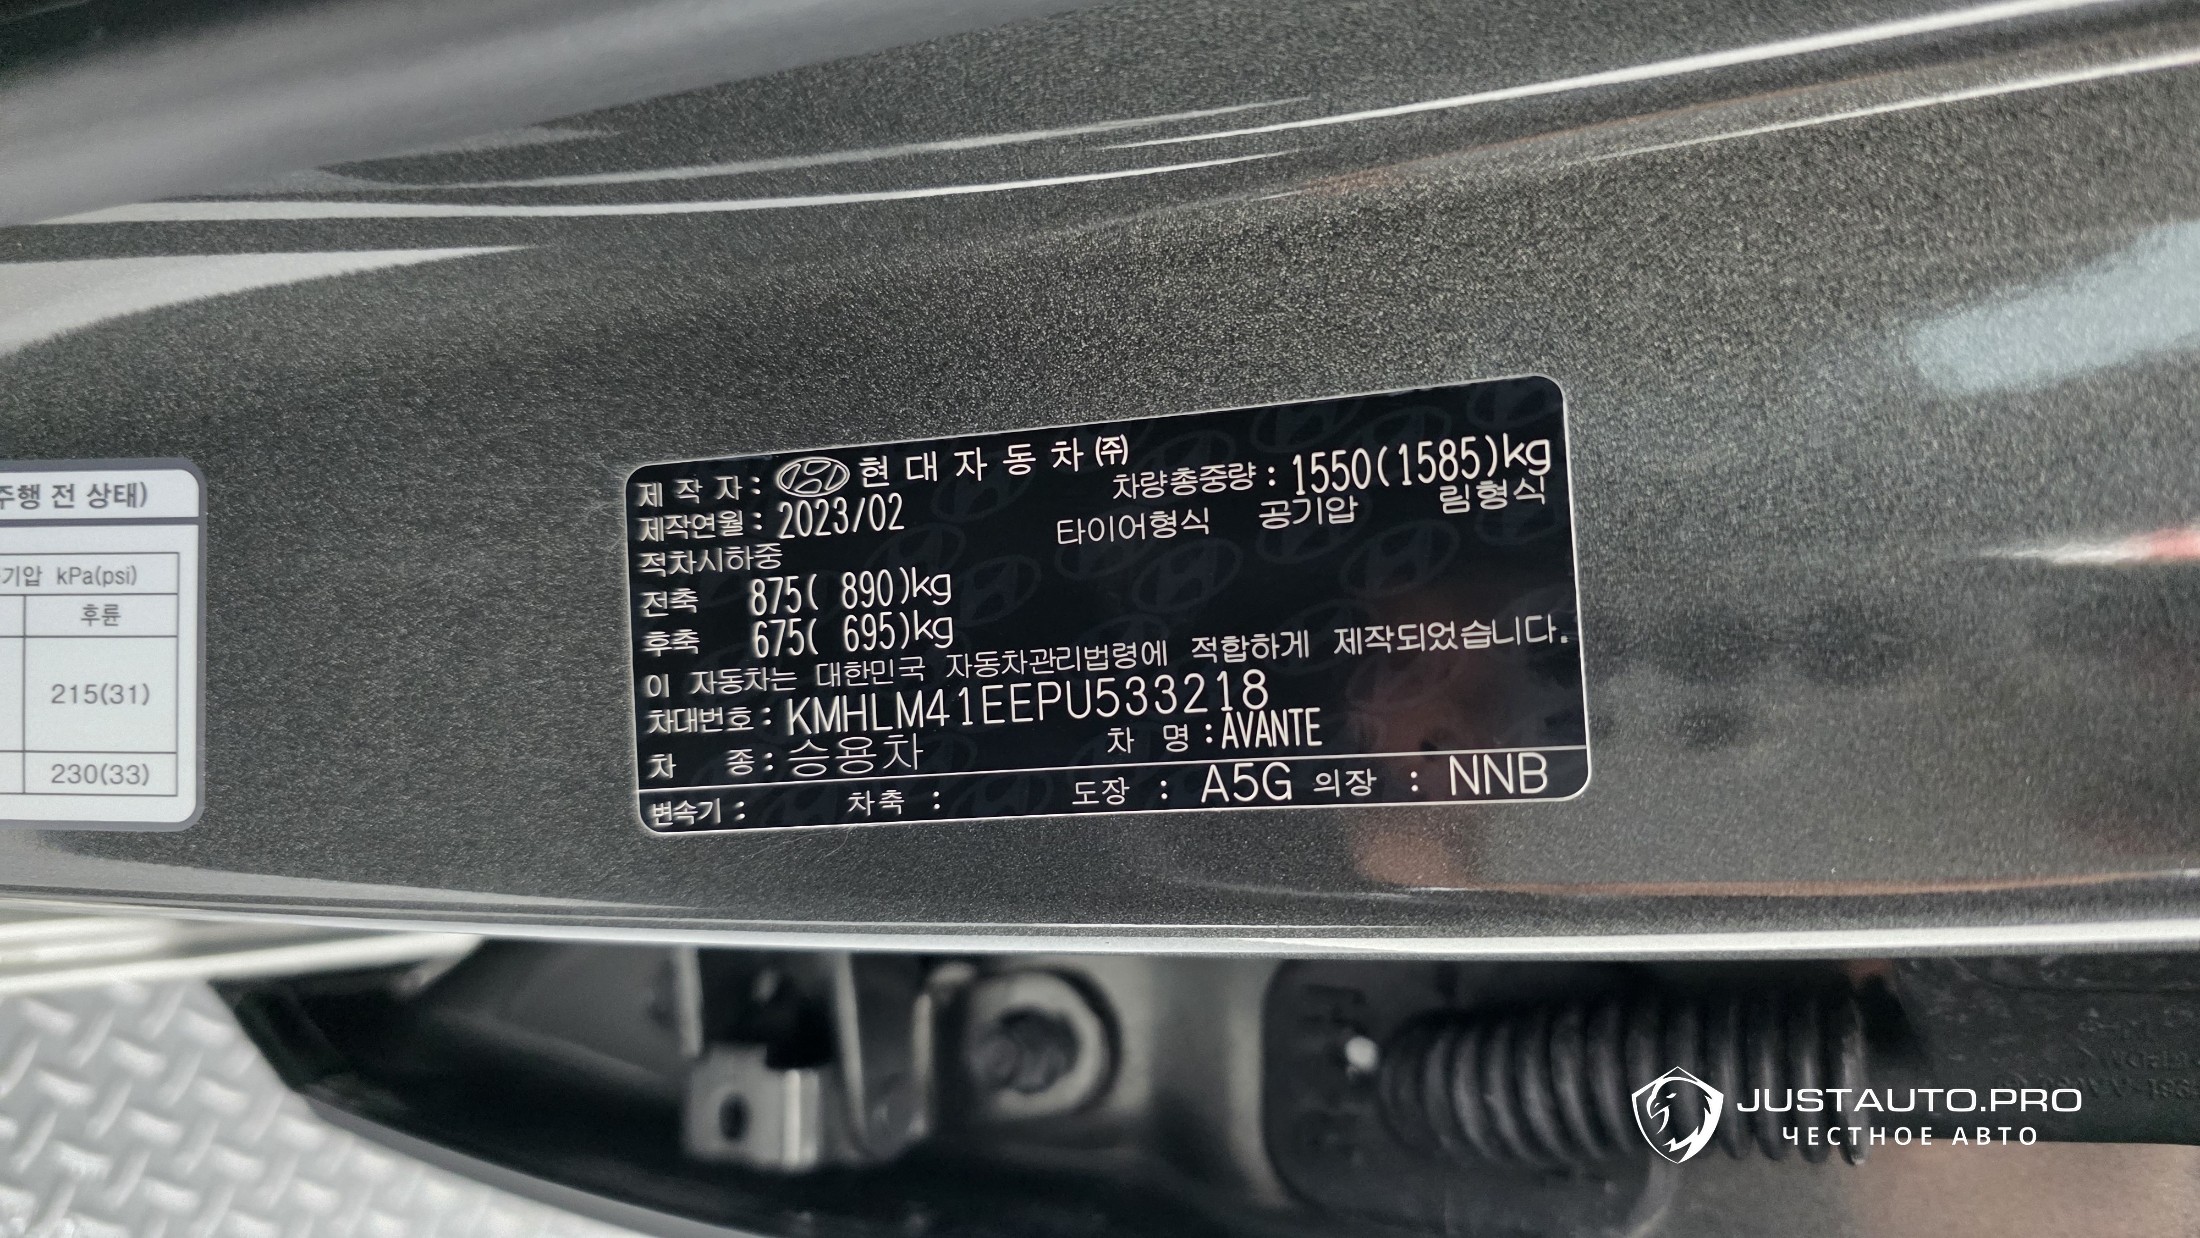 주행 전 상태)
기압 kPa(psi)
후륜
215(31)
230(33)
제 작 자 : 현 대 자 동 차 ㈜
차량총중량 : 1550(1585)kg
제작연월 : 2023/02
타이어형식 공기압 림형식
적차시하중
전축 875( 890)kg
후축 675( 695)kg
이 자동차는 대한민국 자동차관리법령에 적합하게 제작되었습니다.
차대번호 : KMHLM41EEPU533218
차 종 : 승용차 차 명 : AVANTE
변속기 : 차축 : 도장 : A5G 의장 : NNB
JUSTAUTO.PRO
ЧЕСТНОЕ АВТО